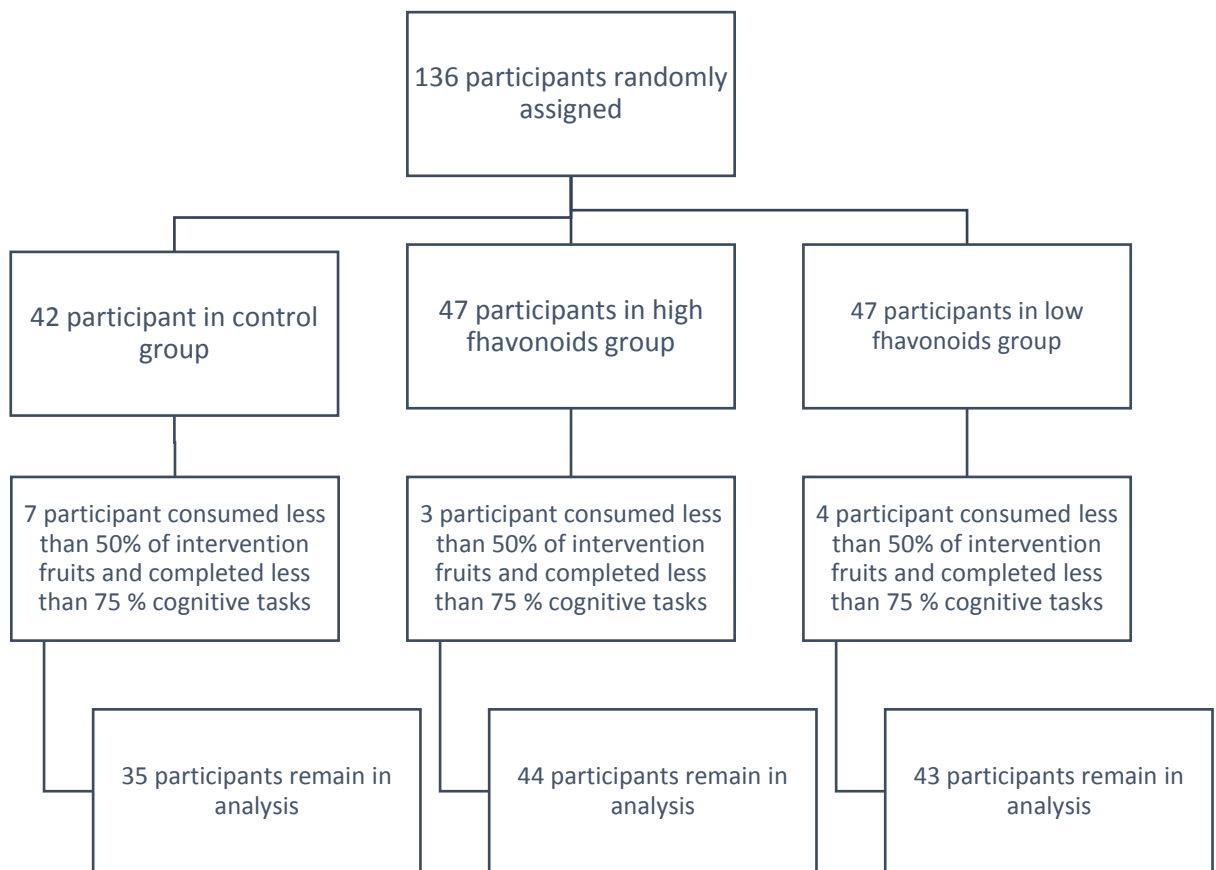 136 participants randomly
assigned
42 participant in control
group
47 participants in high
fhavonoids group
47 participants in low
fhavonoids group
7 participant consumed less
than 50% of intervention
fruits and completed less
than 75 % cognitive tasks
3 participant consumed less
than 50% of intervention
fruits and completed less
than 75 % cognitive tasks
4 participant consumed less
than 50% of intervention
fruits and completed less
than 75 % cognitive tasks
35 participants remain in
analysis
44 participants remain in
analysis
43 participants remain in
analysis